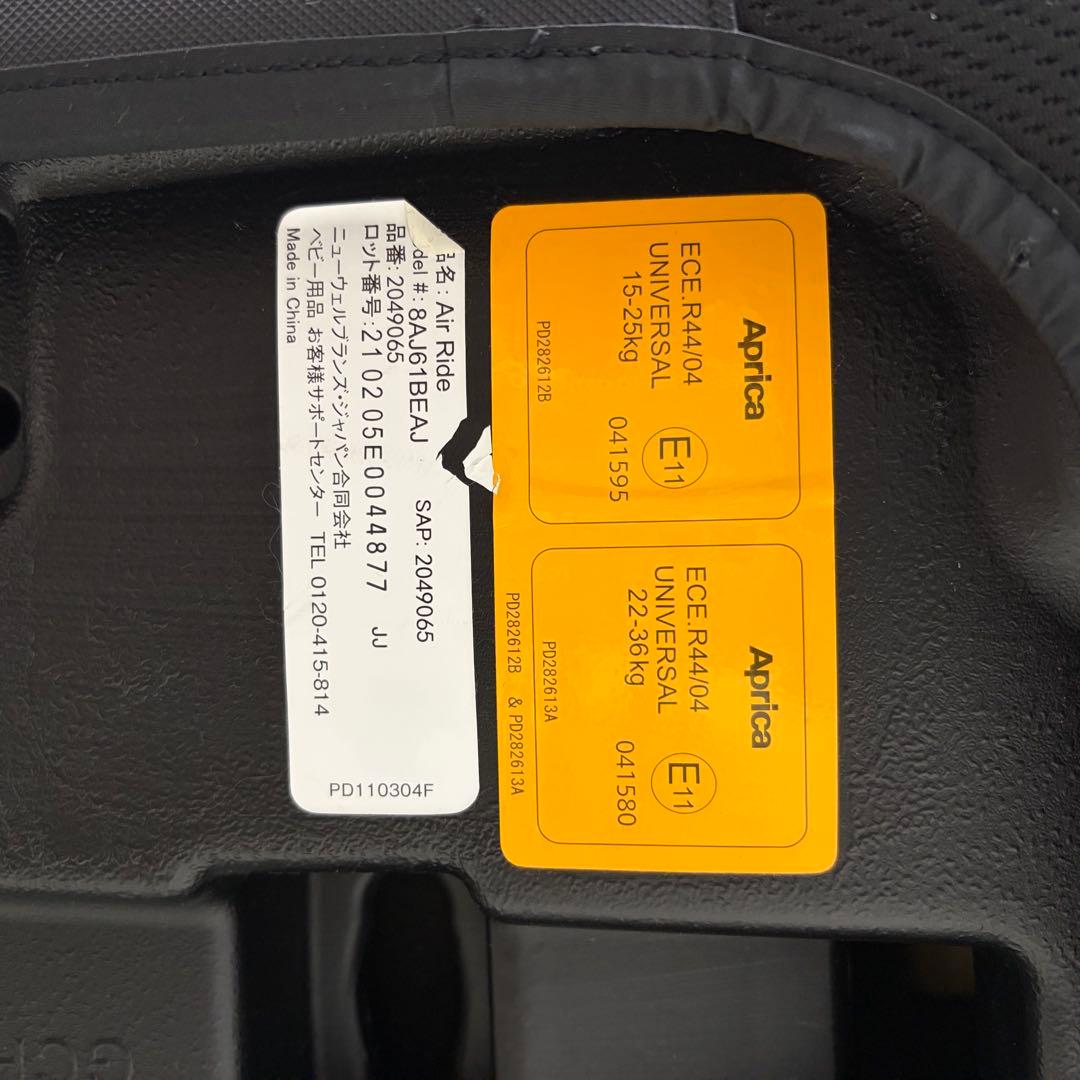 名: Air Ride
del #: 8AJ61BEAJ SAP: 2049065
品番: 2049065
ロット番号: 2102 05E004877 JJ
ニューウェルブランズ・ジャパン合同会社
ベビー用品 お客様サポートセンター TEL 0120-415-814
Made in China
PD110304F
Aprica
ECE.R44/04
UNIVERSAL
15-25kg
E11
041595
PD282612B
Aprica
ECE.R44/04
UNIVERSAL
22-36kg
E11
041580
PD282613A
PD282612B & PD282613A